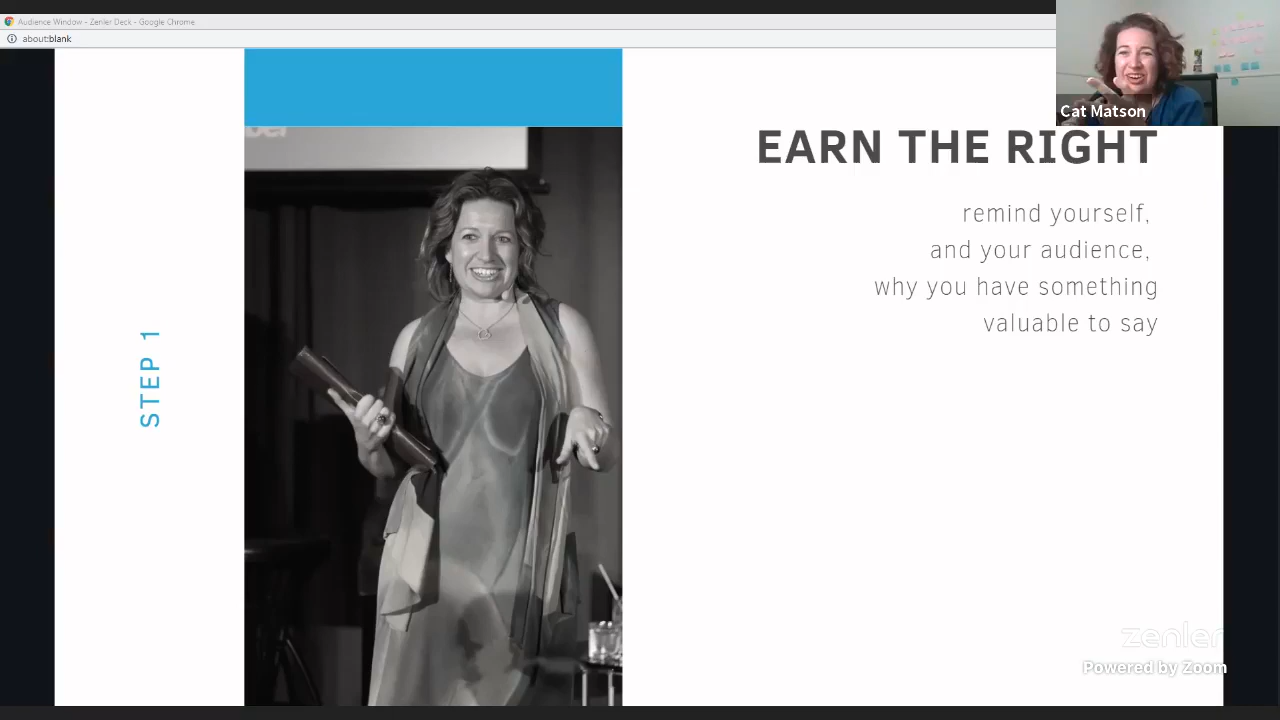 Audience Window - Zenler Deck - Google Chrome
about:blank
Cat Matson
EARN THE RIGHT
remind yourself,
and your audience,
why you have something
valuable to say
STEP 1
zenler
Powered by Zoom